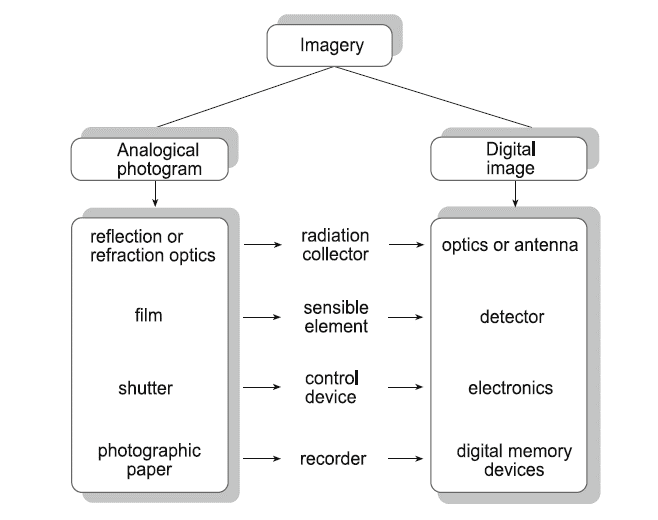 Imagery
Analogical
photogram
Digital
image
reflection or
refraction optics
radiation
collector
optics or antenna
film
sensible
element
detector
shutter
control
device
electronics
photographic
paper
recorder
digital memory
devices